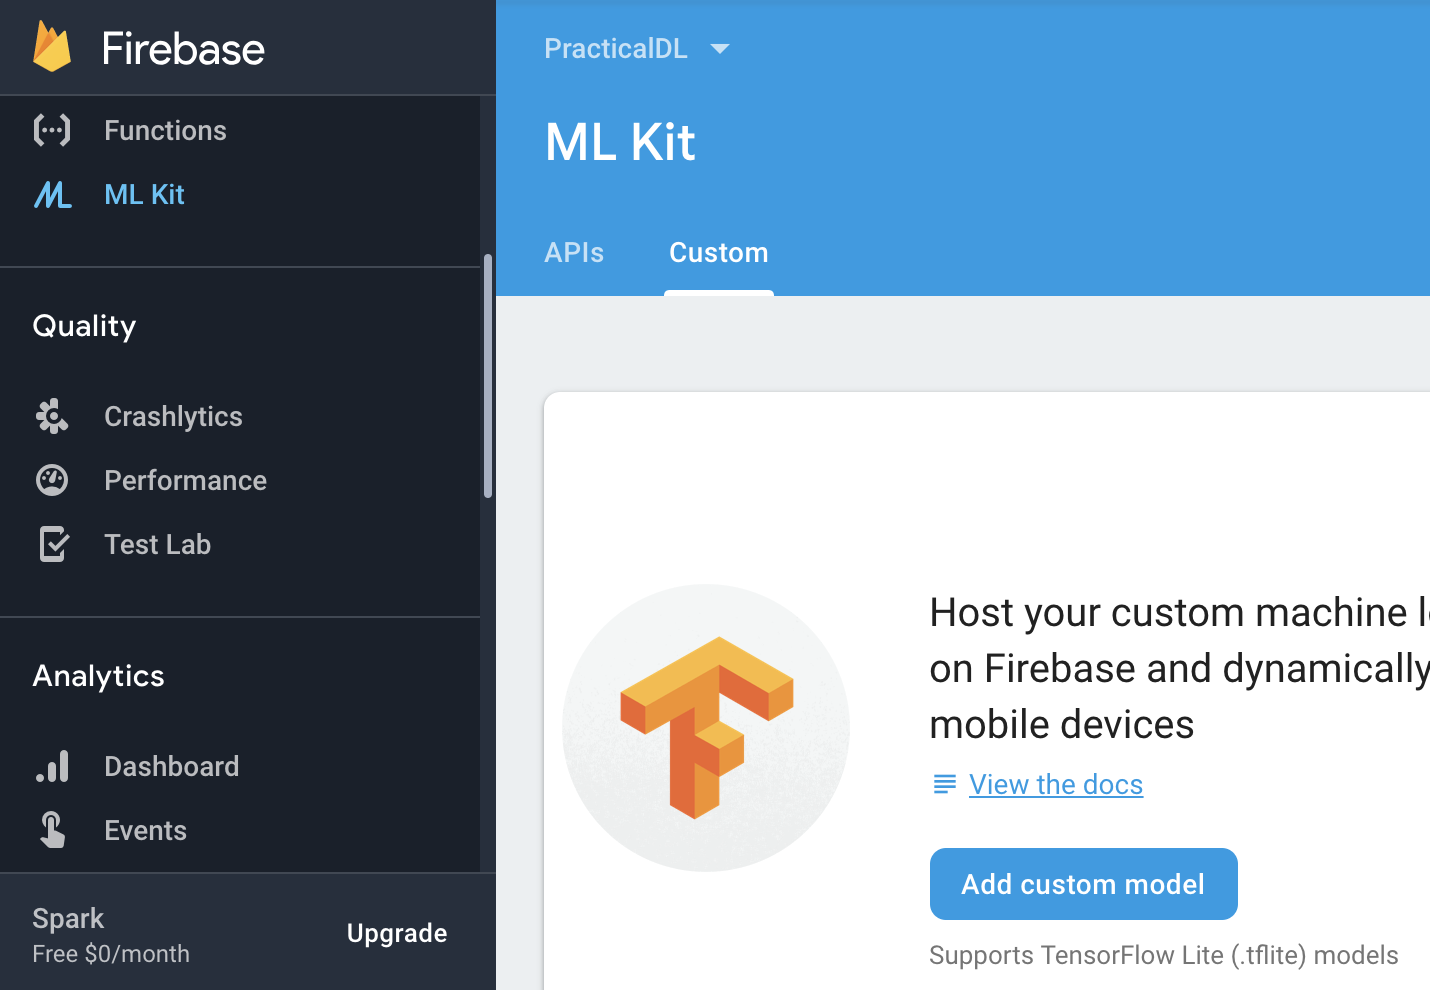 Firebase
Functions
ML Kit
Quality
Crashlytics
Performance
Test Lab
Analytics
Dashboard
Events
Spark
Free $0/month
Upgrade
PracticalDL
ML Kit
APIs
Custom
Host your custom machine
on Firebase and dynamically
mobile devices
View the docs
Add custom model
Supports TensorFlow Lite (.tflite) models